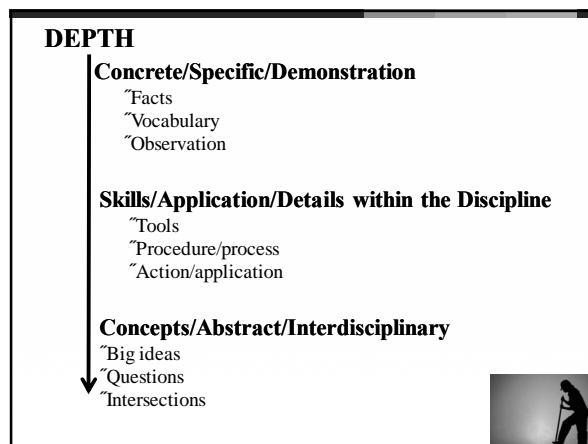 DEPTH
Concrete/Specific/Demonstration
˝Facts
˝Vocabulary
˝Observation
Skills/Application/Details within the Discipline
˝Tools
˝Procedure/process
˝Action/application
Concepts/Abstract/Interdisciplinary
˝Big ideas
˝Questions
˝Intersections